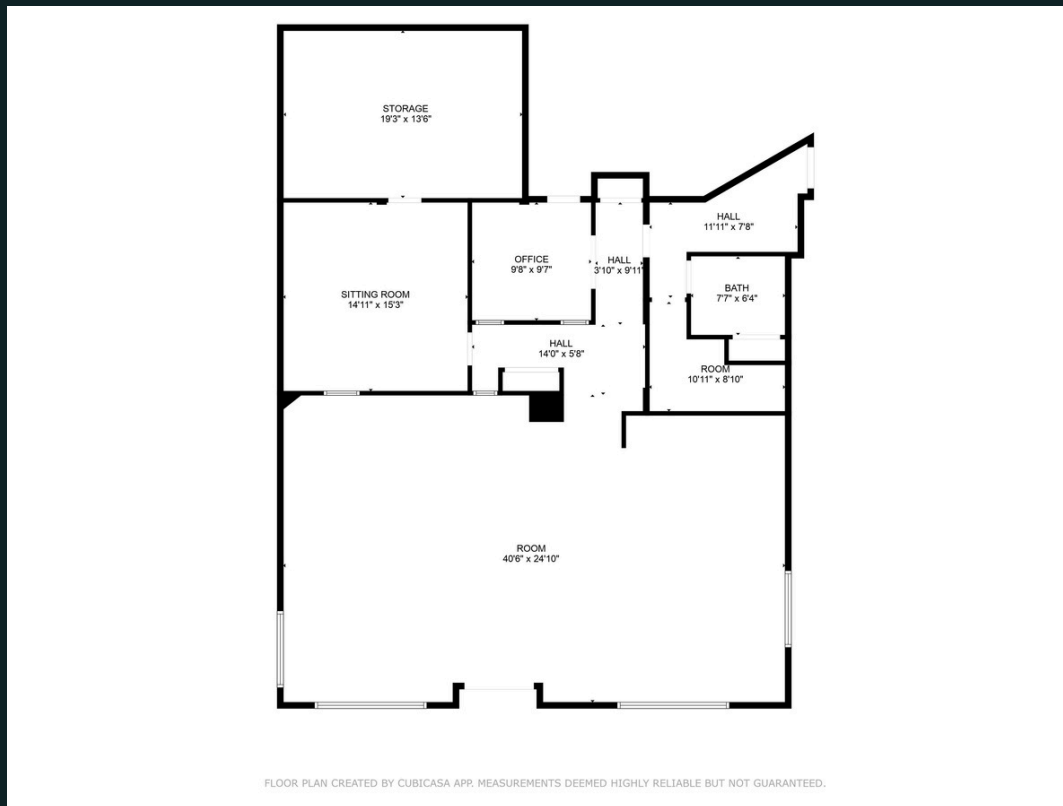 STORAGE
19'3" x 13'6"
HALL
11'11" x 7'8"
OFFICE
9'8" x 9'7"
HALL
3'10" x 9'11"
BATH
7'7" x 6'4"
SITTING ROOM
14'11" x 15'3"
HALL
14'0" x 5'8"
ROOM
10'11" x 8'10"
ROOM
40'6" x 24'10"
FLOOR PLAN CREATED BY CUBICASA APP. MEASUREMENTS DEEMED HIGHLY RELIABLE BUT NOT GUARANTEED.